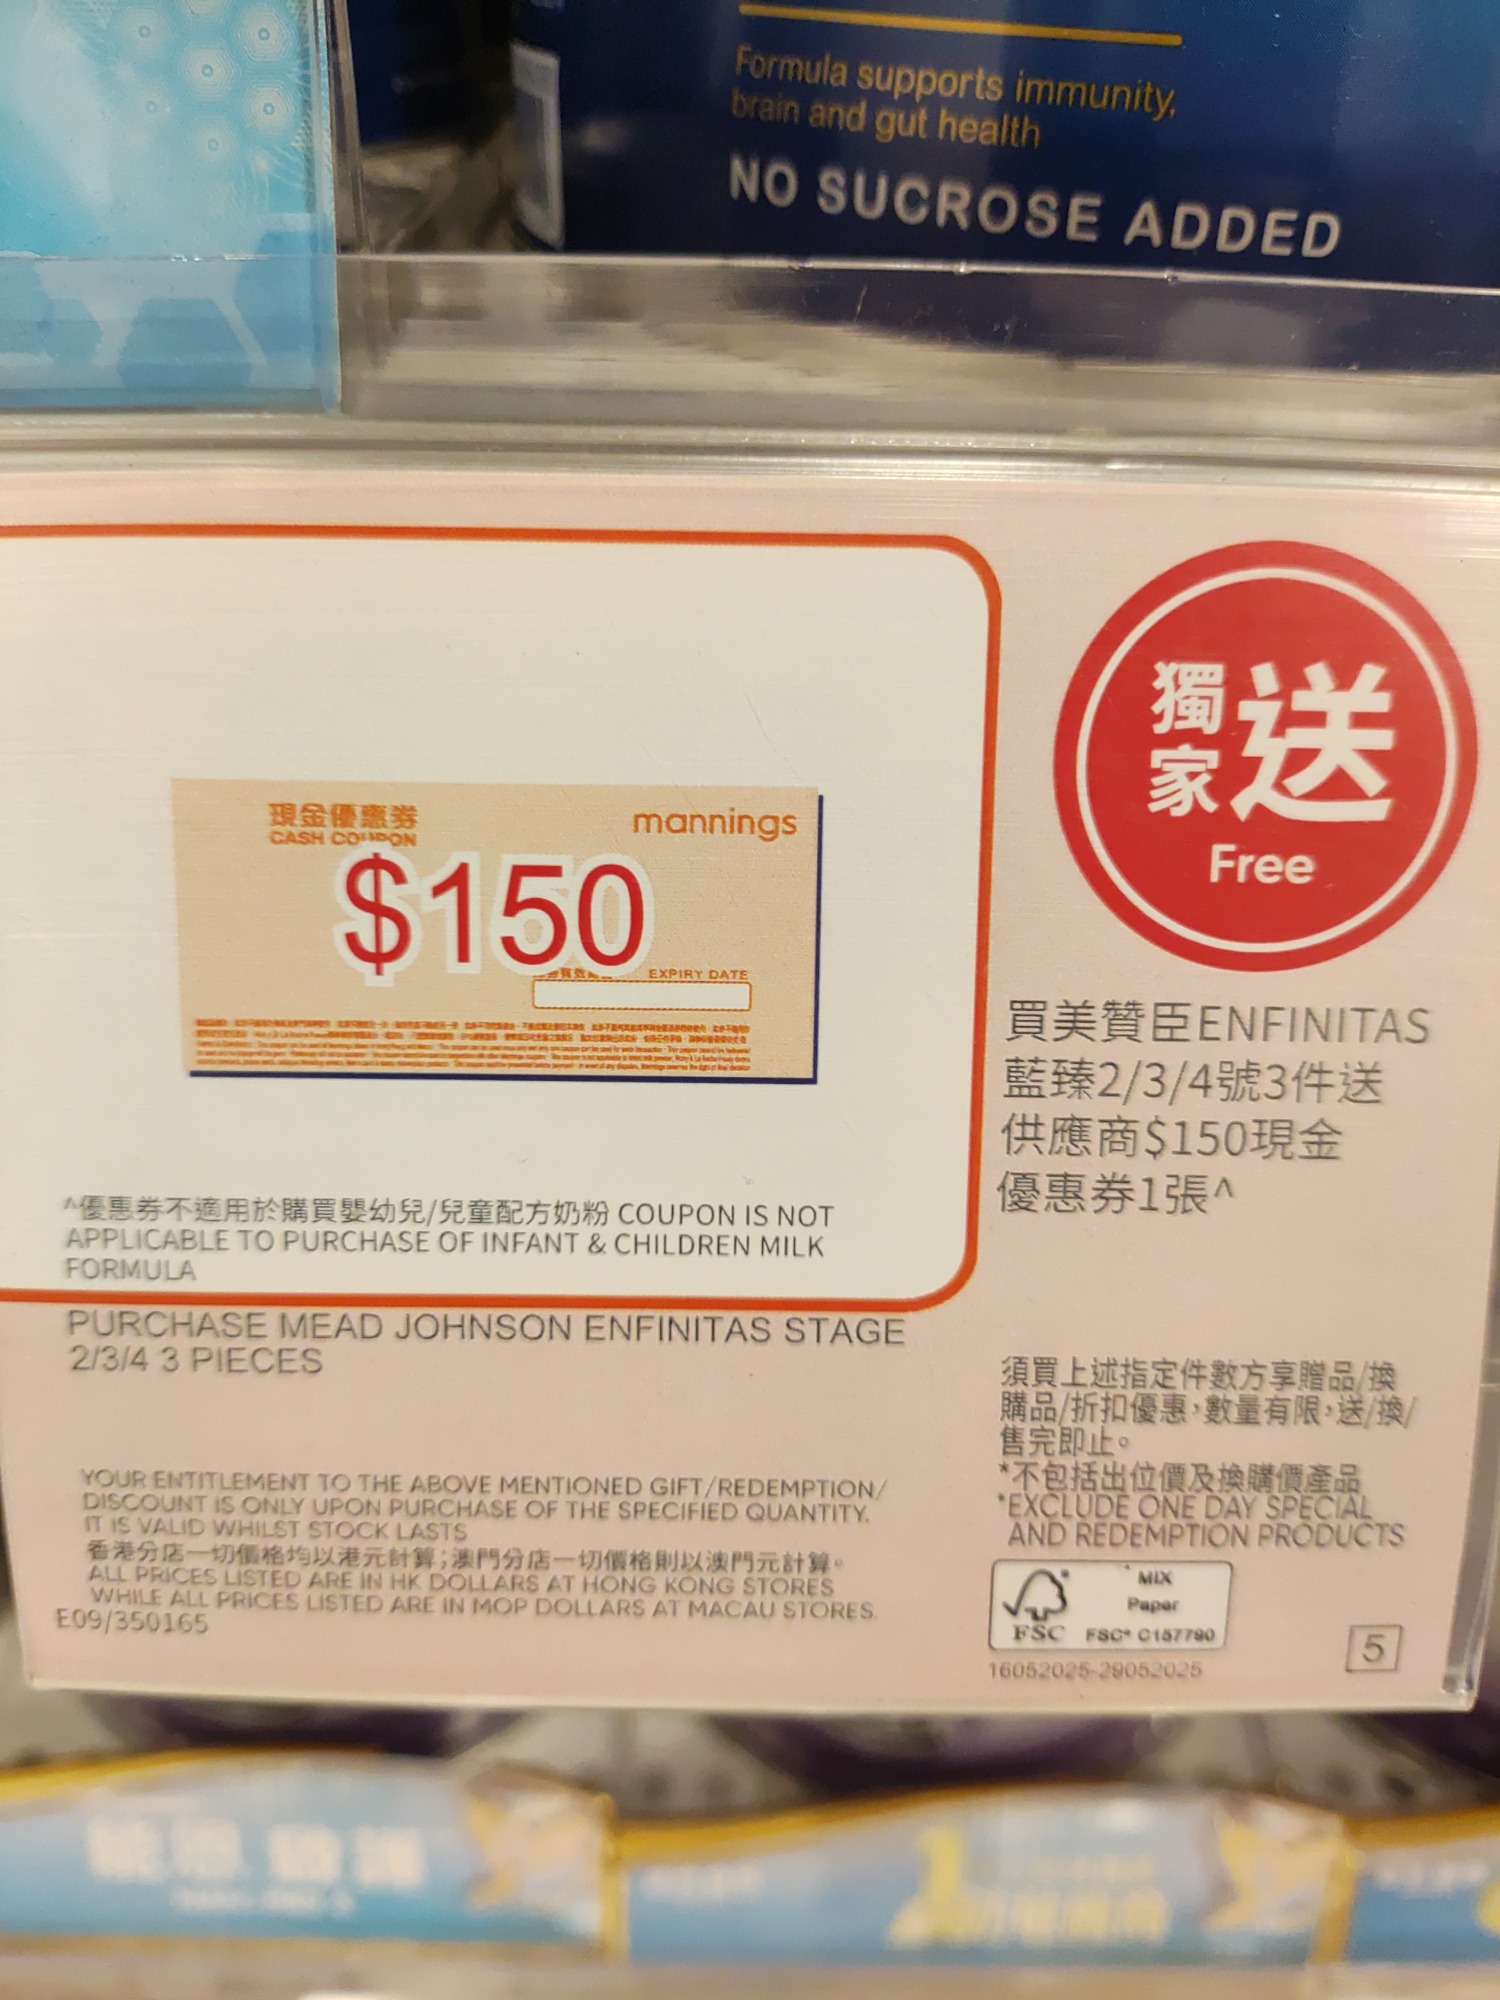 Formula supports immunity,
brain and gut health
NO SUCROSE ADDED
獨家送
Free
現金優惠券
CASH COUPON
mannings
$150
EXPIRY DATE
買美贊臣ENFINITAS
藍臻2/3/4號3件送
供應商$150現金
優惠券1張^
^優惠券不適用於購買嬰幼兒/兒童配方奶粉 COUPON IS NOT
APPLICABLE TO PURCHASE OF INFANT & CHILDREN MILK
FORMULA
PURCHASE MEAD JOHNSON ENFINITAS STAGE
2/3/4 3 PIECES
須買上述指定件數方享贈品/換
購品/折扣優惠,數量有限,送/換/
售完即止。
*不包括出位價及換購價產品
*EXCLUDE ONE DAY SPECIAL
AND REDEMPTION PRODUCTS
YOUR ENTITLEMENT TO THE ABOVE MENTIONED GIFT/REDEMPTION/
DISCOUNT IS ONLY UPON PURCHASE OF THE SPECIFIED QUANTITY.
IT IS VALID WHILST STOCK LASTS
香港分店一切價格均以港元計算;澳門分店一切價格則以澳門元計算。
ALL PRICES LISTED ARE IN HK DOLLARS AT HONG KONG STORES
WHILE ALL PRICES LISTED ARE IN MOP DOLLARS AT MACAU STORES.
E09/350165
MIX
Paper
FSC
FSC® C157790
16052025-29052025
5